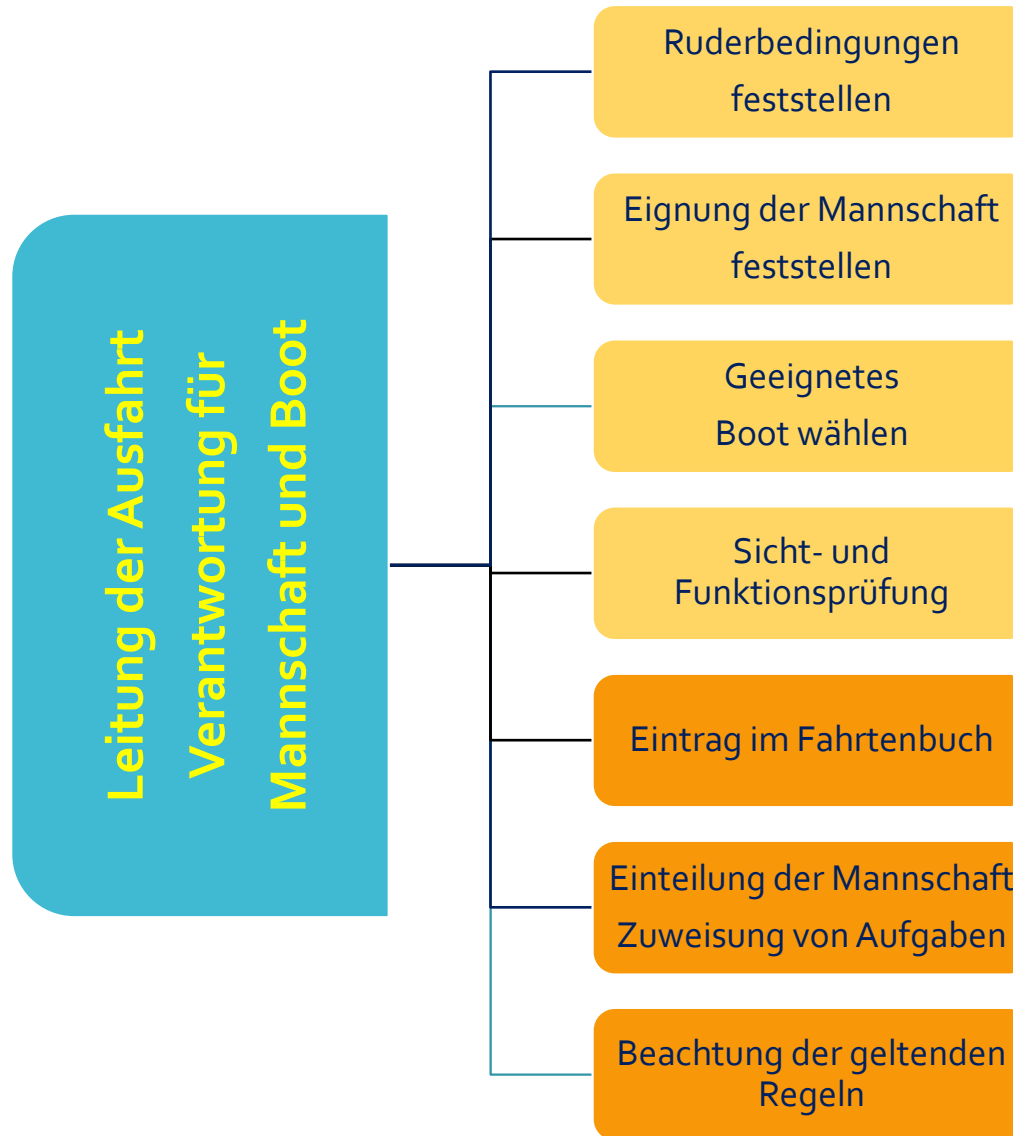 Leitung der Ausfahrt
Verantwortung für
Mannschaft und Boot
Ruderbedingungen
feststellen
Eignung der Mannschaft
feststellen
Geeignetes
Boot wählen
Sicht- und
Funktionsprüfung
Eintrag im Fahrtenbuch
Einteilung der Mannschaft
Zuweisung von Aufgaben
Beachtung der geltenden
Regeln